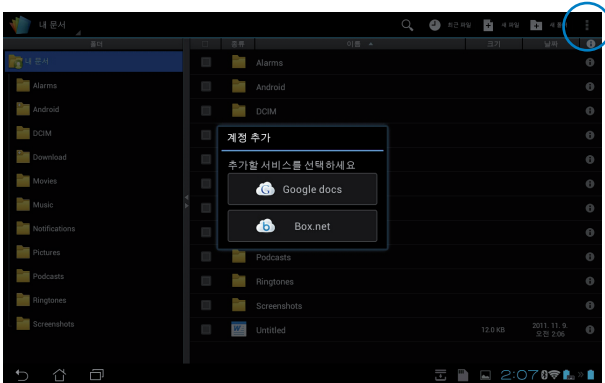 내 문서
최근 파일
새 파일
폴더
종류
이름
크기
날짜
내 문서
Alarms
Android
DCIM
Download
Movies
Music
Notifications
Pictures
Podcasts
Ringtones
Screenshots
Alarms
Android
DCIM
계정 추가
추가할 서비스를 선택하세요
Google docs
Box.net
Podcasts
Ringtones
Screenshots
Untitled
12.0 KB
2011. 11. 9.
오전 2:06
2:07